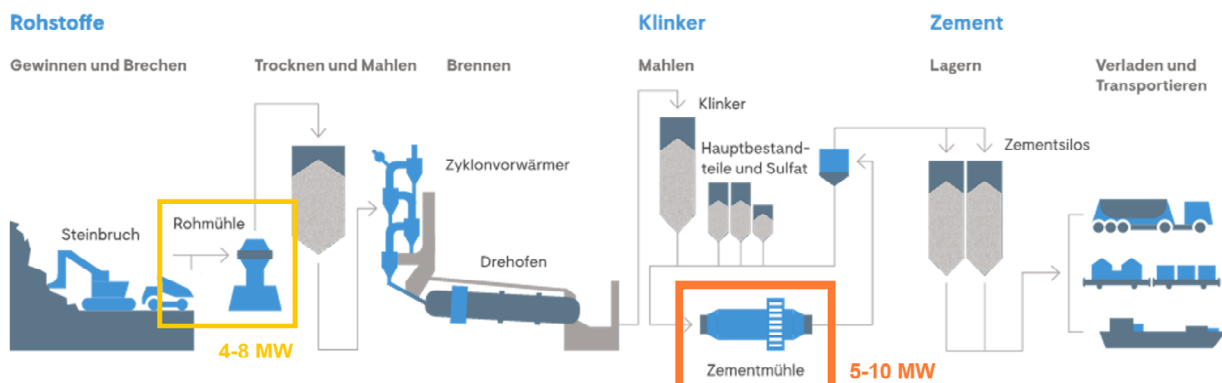 Rohstoffe
Klinker
Zement
Gewinnen und Brechen
Trocknen und Mahlen
Brennen
Mahlen
Lagern
Verladen und
Transportieren
Klinker
Hauptbestand-
teile und Sulfat
Zementsilos
Zyklonvorwärmer
Rohmühle
Steinbruch
Drehofen
4-8 MW
Zementmühle
5-10 MW